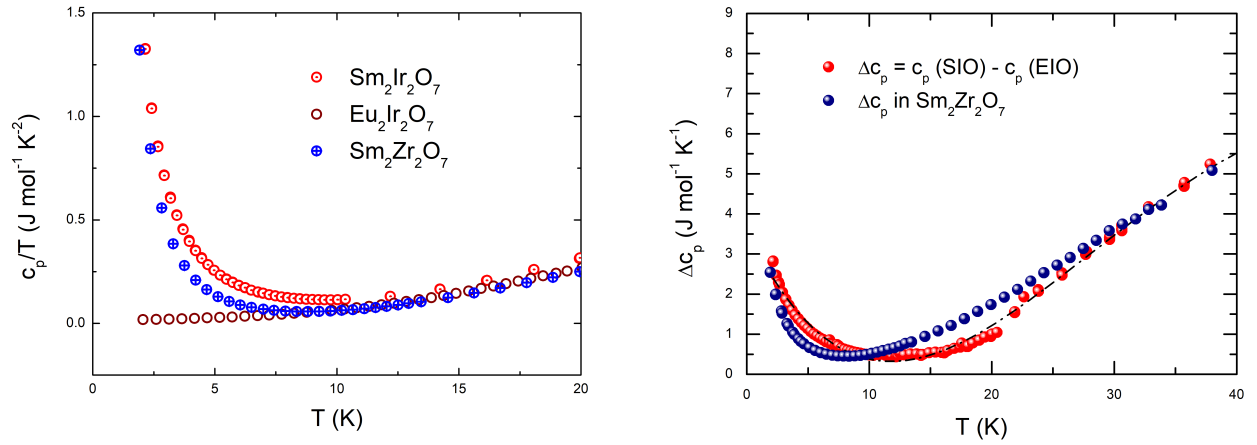 1.5
1.0
0.5
0.0
c_p/T (J mol⁻¹ K⁻²)
Sm₂Ir₂O₇
Eu₂Ir₂O₇
Sm₂Zr₂O₇
0 5 10 15 20
T (K)
9
8
7
6
5
4
3
2
1
0
Δc_p (J mol⁻¹ K⁻¹)
Δc_p = c_p (SIO) - c_p (EIO)
Δc_p in Sm₂Zr₂O₇
0 10 20 30 40
T (K)